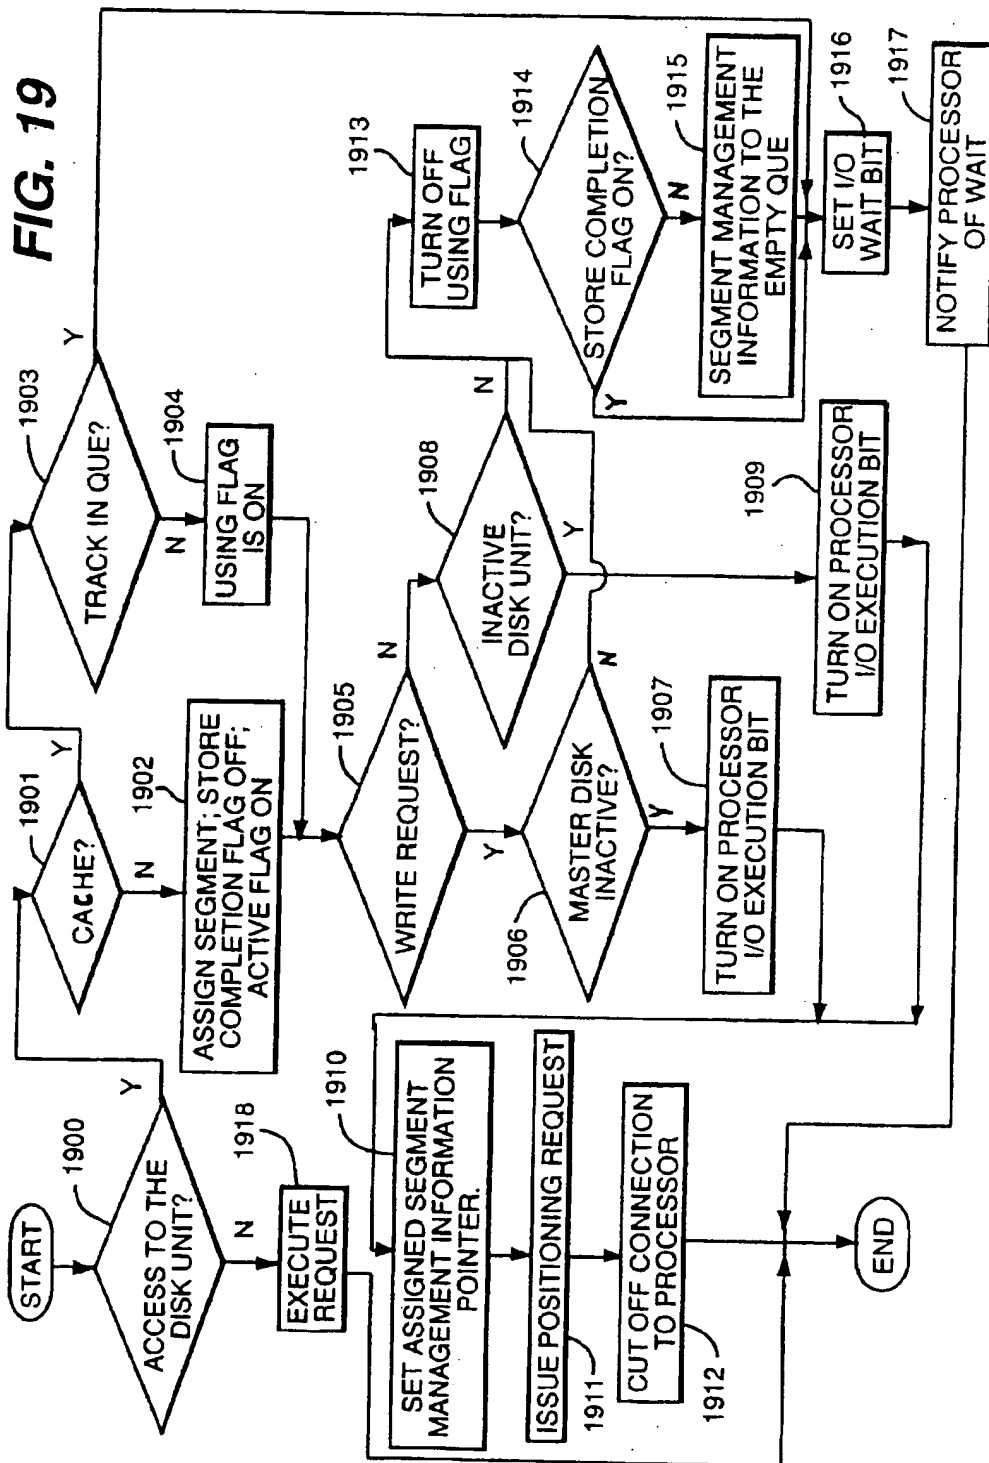 FIG. 19
START
1900
ACCESS TO THE
DISK UNIT?
Y
N
1918
EXECUTE
REQUEST
1901
CACHE?
Y
N
1902
ASSIGN SEGMENT; STORE
COMPLETION FLAG OFF;
ACTIVE FLAG ON
1903
TRACK IN QUE?
Y
N
1904
USING FLAG
IS ON
1905
WRITE REQUEST?
N
Y
1906
MASTER DISK
INACTIVE?
N
Y
1907
TURN ON PROCESSOR
I/O EXECUTION BIT
1908
INACTIVE
DISK UNIT?
N
Y
1909
TURN ON PROCESSOR
I/O EXECUTION BIT
1910
SET ASSIGNED SEGMENT
MANAGEMENT INFORMATION
POINTER.
ISSUE POSITIONING REQUEST
1911
CUT OFF CONNECTION
TO PROCESSOR
1912
1913
TURN OFF
USING FLAG
1914
STORE COMPLETION
FLAG ON?
Y
N
1915
SEGMENT MANAGEMENT
INFORMATION TO THE
EMPTY QUE
1916
SET I/O
WAIT BIT
1917
NOTIFY PROCESSOR
OF WAIT
END